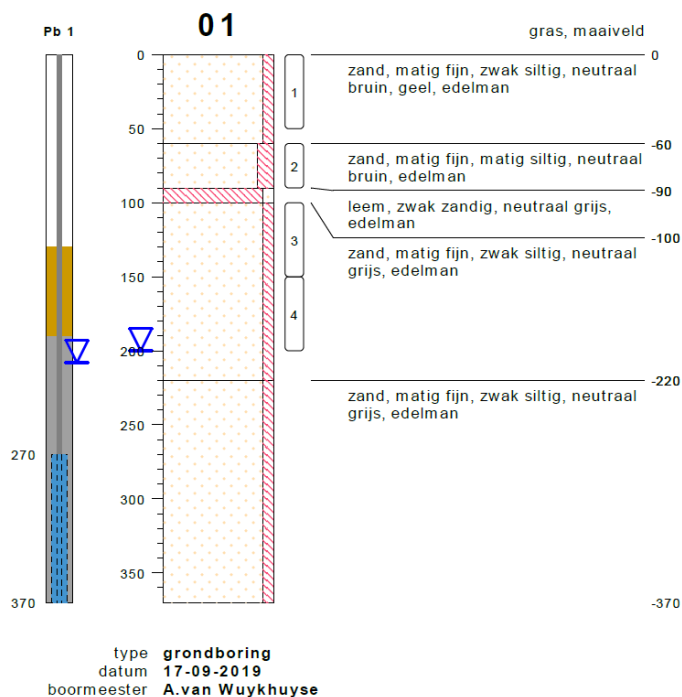 Pb 1
01
gras, maaiveld
0
50
100
150
200
250
300
350
270
370
1
2
3
4
0
zand, matig fijn, zwak siltig, neutraal
bruin, geel, edelman
-60
zand, matig fijn, matig siltig, neutraal
bruin, edelman
-90
leem, zwak zandig, neutraal grijs,
edelman
-100
zand, matig fijn, zwak siltig, neutraal
grijs, edelman
-220
zand, matig fijn, zwak siltig, neutraal
grijs, edelman
-370
type grondboring
datum 17-09-2019
boormeester A.van Wuykhuyse